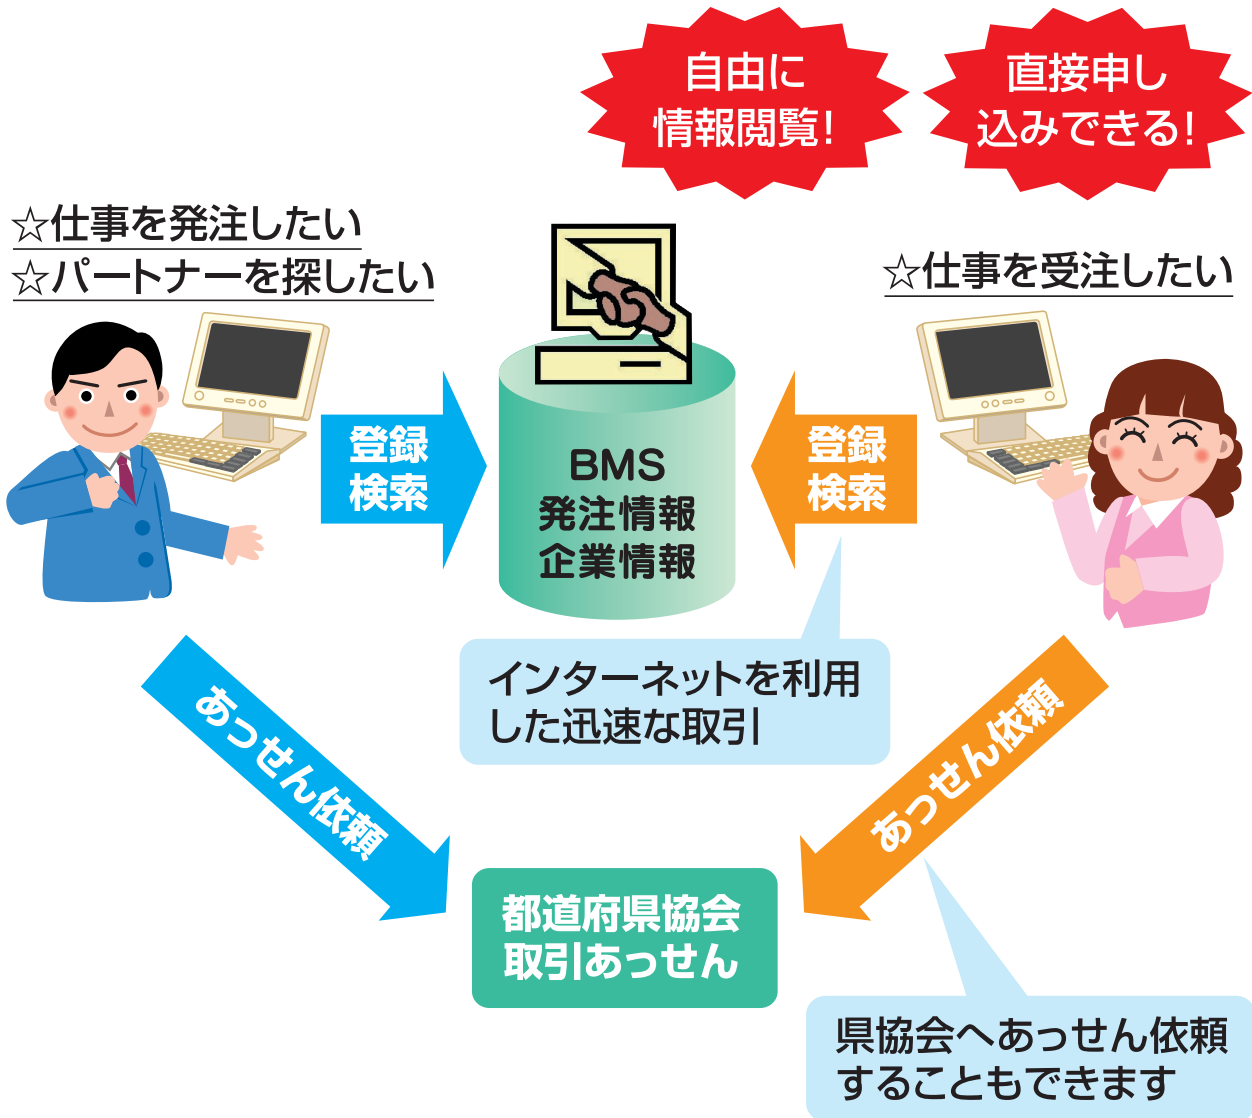 自由に
情報閲覧!
直接申し
込みできる!
☆仕事を発注したい
☆パートナーを探したい
☆仕事を受注したい
登録
検索
BMS
発注情報
企業情報
登録
検索
インターネットを利用
した迅速な取引
あっせん依頼
あっせん依頼
都道府県協会
取引あっせん
県協会へあっせん依頼
することもできます